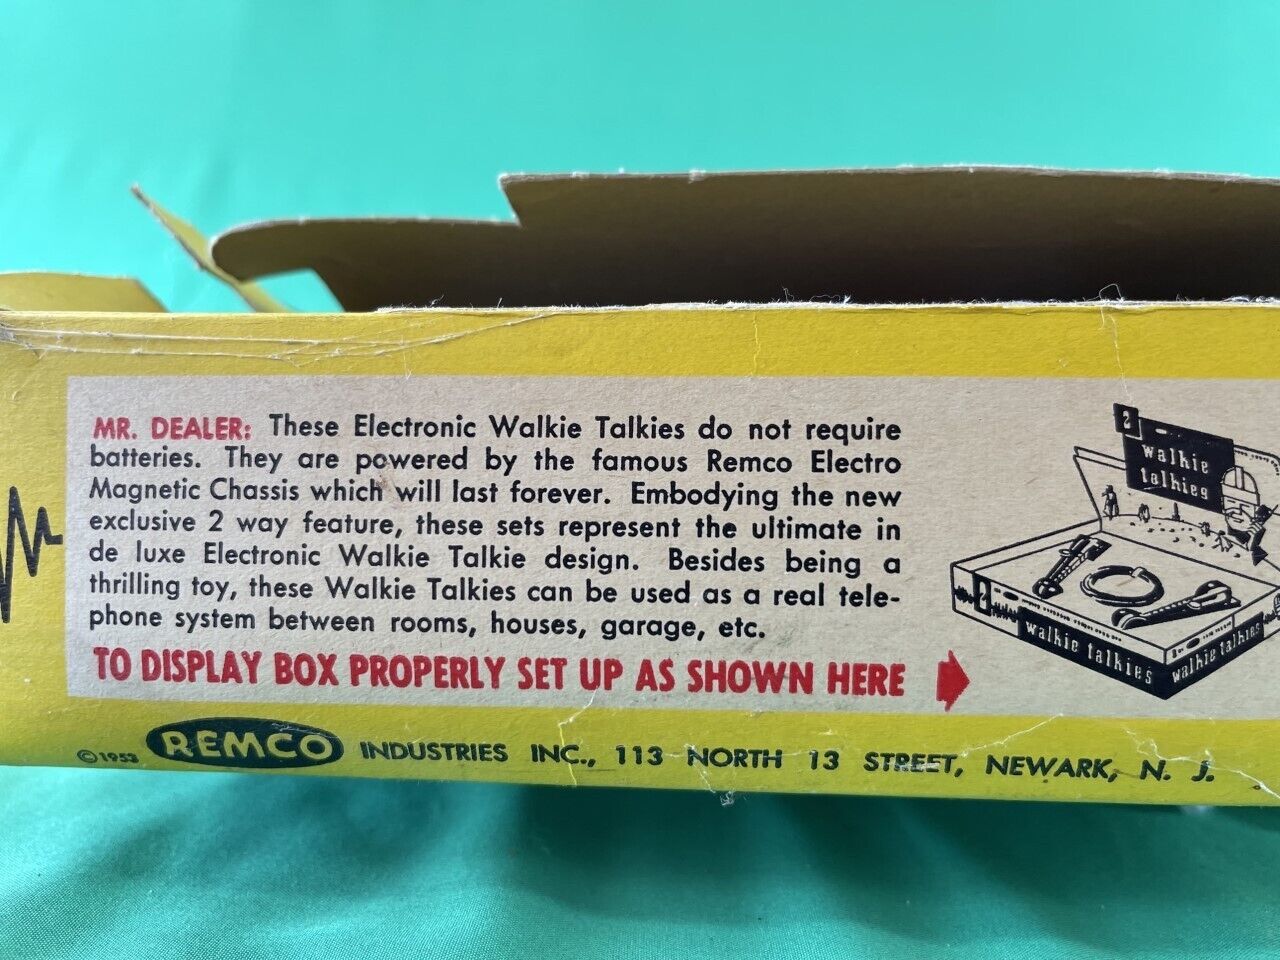 MR. DEALER: These Electronic Walkie Talkies do not require
batteries. They are powered by the famous Remco Electro
Magnetic Chassis which will last forever. Embodying the new
exclusive 2 way feature, these sets represent the ultimate in
de luxe Electronic Walkie Talkie design. Besides being a
thrilling toy, these Walkie Talkies can be used as a real tele-
phone system between rooms, houses, garage, etc.
TO DISPLAY BOX PROPERLY SET UP AS SHOWN HERE
2
walkie
talkies
2
walkie talkies
walkie talkies
©1953 REMCO INDUSTRIES INC., 113 NORTH 13 STREET, NEWARK, N. J.